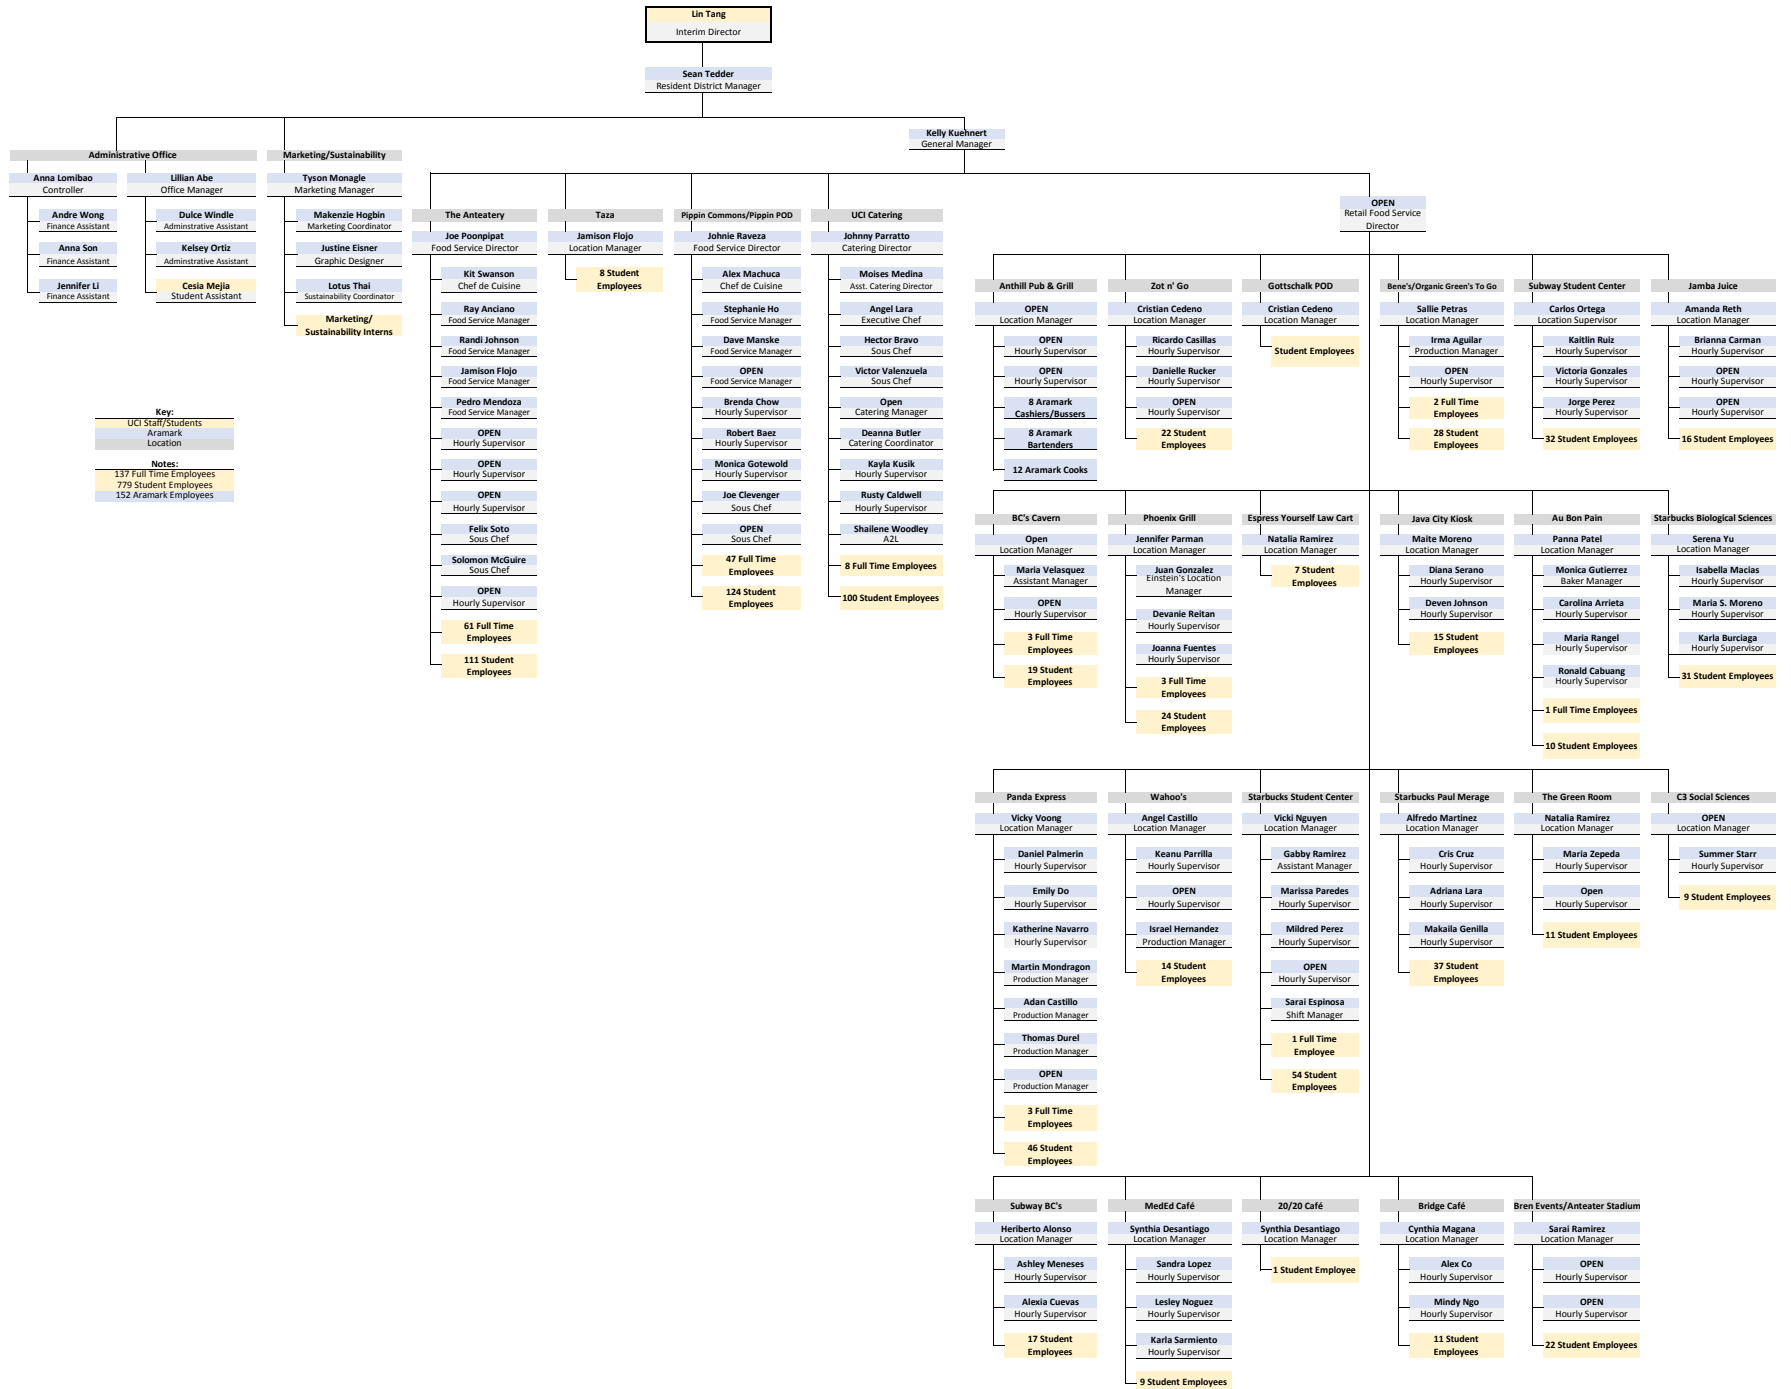 Lin Tang
Interim Director
Sean Tedder
Resident District Manager
Kelly Kuehnert
General Manager
Administrative Office
Anna Lomibao
Controller
Andre Wong
Finance Assistant
Anna Son
Finance Assistant
Jennifer Li
Finance Assistant
Lillian Abe
Office Manager
Dulce Windle
Adminstrative Assistant
Kelsey Ortiz
Adminstrative Assistant
Cesia Mejia
Student Assistant
Marketing/Sustainability
Tyson Monagle
Marketing Manager
Makenzie Hogbin
Marketing Coordinator
Justine Eisner
Graphic Designer
Lotus Thai
Sustainability Coordinator
Marketing/
Sustainability Interns
Key:
UCI Staff/Students
Aramark
Location
Notes:
137 Full Time Employees
779 Student Employees
152 Aramark Employees
The Anteatery
Joe Poonpipat
Food Service Director
Kit Swanson
Chef de Cuisine
Ray Anciano
Food Service Manager
Randi Johnson
Food Service Manager
Jamison Flojo
Food Service Manager
Pedro Mendoza
Food Service Manager
OPEN
Hourly Supervisor
OPEN
Hourly Supervisor
OPEN
Hourly Supervisor
Felix Soto
Sous Chef
Solomon McGuire
Sous Chef
OPEN
Hourly Supervisor
61 Full Time
Employees
111 Student
Employees
Taza
Jamison Flojo
Location Manager
8 Student
Employees
Pippin Commons/Pippin POD
Johnie Raveza
Food Service Director
Alex Machuca
Chef de Cuisine
Stephanie Ho
Food Service Manager
Dave Manske
Food Service Manager
OPEN
Food Service Manager
Brenda Chow
Hourly Supervisor
Robert Baez
Hourly Supervisor
Monica Gotewold
Hourly Supervisor
Joe Clevenger
Sous Chef
OPEN
Sous Chef
47 Full Time
Employees
124 Student
Employees
UCI Catering
Johnny Parratto
Catering Director
Moises Medina
Asst. Catering Director
Angel Lara
Executive Chef
Hector Bravo
Sous Chef
Victor Valenzuela
Sous Chef
Open
Catering Manager
Deanna Butler
Catering Coordinator
Kayla Kusik
Hourly Supervisor
Rusty Caldwell
Hourly Supervisor
Shailene Woodley
A2L
8 Full Time Employees
100 Student Employees
OPEN
Retail Food Service
Director
Anthill Pub & Grill
OPEN
Location Manager
OPEN
Hourly Supervisor
OPEN
Hourly Supervisor
8 Aramark
Cashiers/Bussers
8 Aramark
Bartenders
12 Aramark Cooks
Zot n' Go
Cristian Cedeno
Location Manager
Ricardo Casillas
Hourly Supervisor
Danielle Rucker
Hourly Supervisor
OPEN
Hourly Supervisor
22 Student
Employees
Gottschalk POD
Cristian Cedeno
Location Manager
Student Employees
Bene's/Organic Green's To Go
Sallie Petras
Location Manager
Irma Aguilar
Production Manager
OPEN
Hourly Supervisor
2 Full Time
Employees
28 Student
Employees
Subway Student Center
Carlos Ortega
Location Supervisor
Kaitlin Ruiz
Hourly Supervisor
Victoria Gonzales
Hourly Supervisor
Jorge Perez
Hourly Supervisor
32 Student Employees
Jamba Juice
Amanda Reth
Location Manager
Brianna Carman
Hourly Supervisor
OPEN
Hourly Supervisor
OPEN
Hourly Supervisor
16 Student Employees
BC's Cavern
Open
Location Manager
Maria Velasquez
Assistant Manager
OPEN
Hourly Supervisor
3 Full Time
Employees
19 Student
Employees
Phoenix Grill
Jennifer Parman
Location Manager
Juan Gonzalez
Einstein's Location
Manager
Devanie Reitan
Hourly Supervisor
Joanna Fuentes
Hourly Supervisor
3 Full Time
Employees
24 Student
Employees
Espress Yourself Law Cart
Natalia Ramirez
Location Manager
7 Student
Employees
Java City Kiosk
Maite Moreno
Location Manager
Diana Serano
Hourly Supervisor
Deven Johnson
Hourly Supervisor
15 Student
Employees
Au Bon Pain
Panna Patel
Location Manager
Monica Gutierrez
Baker Manager
Carolina Arrieta
Hourly Supervisor
Maria Rangel
Hourly Supervisor
Ronald Cabuang
Hourly Supervisor
1 Full Time Employees
10 Student Employees
Starbucks Biological Sciences
Serena Yu
Location Manager
Isabella Macias
Hourly Supervisor
Maria S. Moreno
Hourly Supervisor
Karla Burciaga
Hourly Supervisor
31 Student Employees
Panda Express
Vicky Voong
Location Manager
Daniel Palmerin
Hourly Supervisor
Emily Do
Hourly Supervisor
Katherine Navarro
Hourly Supervisor
Martin Mondragon
Production Manager
Adan Castillo
Production Manager
Thomas Durel
Production Manager
OPEN
Production Manager
3 Full Time
Employees
46 Student
Employees
Wahoo's
Angel Castillo
Location Manager
Keanu Parrilla
Hourly Supervisor
OPEN
Hourly Supervisor
Israel Hernandez
Production Manager
14 Student
Employees
Starbucks Student Center
Vicki Nguyen
Location Manager
Gabby Ramirez
Assistant Manager
Marissa Paredes
Hourly Supervisor
Mildred Perez
Hourly Supervisor
OPEN
Hourly Supervisor
Sarai Espinosa
Shift Manager
1 Full Time
Employee
54 Student
Employees
Starbucks Paul Merage
Alfredo Martinez
Location Manager
Cris Cruz
Hourly Supervisor
Adriana Lara
Hourly Supervisor
Makaila Genilla
Hourly Supervisor
37 Student
Employees
The Green Room
Natalia Ramirez
Location Manager
Maria Zepeda
Hourly Supervisor
Open
Hourly Supervisor
11 Student Employees
C3 Social Sciences
OPEN
Location Manager
Summer Starr
Hourly Supervisor
9 Student Employees
Subway BC's
Heriberto Alonso
Location Manager
Ashley Meneses
Hourly Supervisor
Alexia Cuevas
Hourly Supervisor
17 Student
Employees
MedEd Café
Synthia Desantiago
Location Manager
Sandra Lopez
Hourly Supervisor
Lesley Noguez
Hourly Supervisor
Karla Sarmiento
Hourly Supervisor
9 Student Employees
20/20 Café
Synthia Desantiago
Location Manager
1 Student Employee
Bridge Café
Cynthia Magana
Location Manager
Alex Co
Hourly Supervisor
Mindy Ngo
Hourly Supervisor
11 Student
Employees
Bren Events/Anteater Stadium
Sarai Ramirez
Location Manager
OPEN
Hourly Supervisor
OPEN
Hourly Supervisor
22 Student Employees